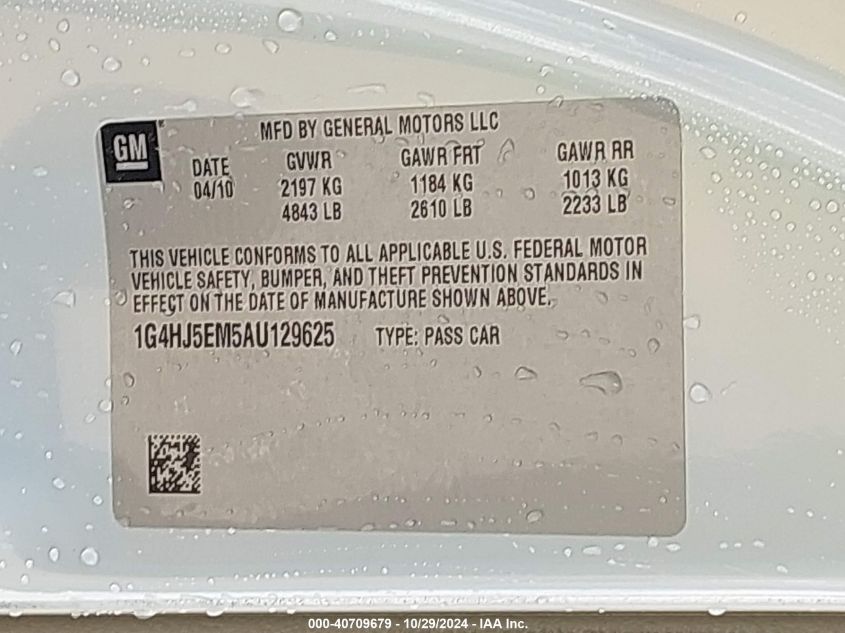 MFD BY GENERAL MOTORS LLC
GM
DATE GVWR GAWR FRT GAWR RR
04/10 2197 KG 1184 KG 1013 KG
4843 LB 2610 LB 2233 LB
THIS VEHICLE CONFORMS TO ALL APPLICABLE U.S. FEDERAL MOTOR
VEHICLE SAFETY, BUMPER, AND THEFT PREVENTION STANDARDS IN
EFFECT ON THE DATE OF MANUFACTURE SHOWN ABOVE.
1G4HJ5EM5AU129625 TYPE: PASS CAR
000-40709679 - 10/29/2024 - IAA Inc.